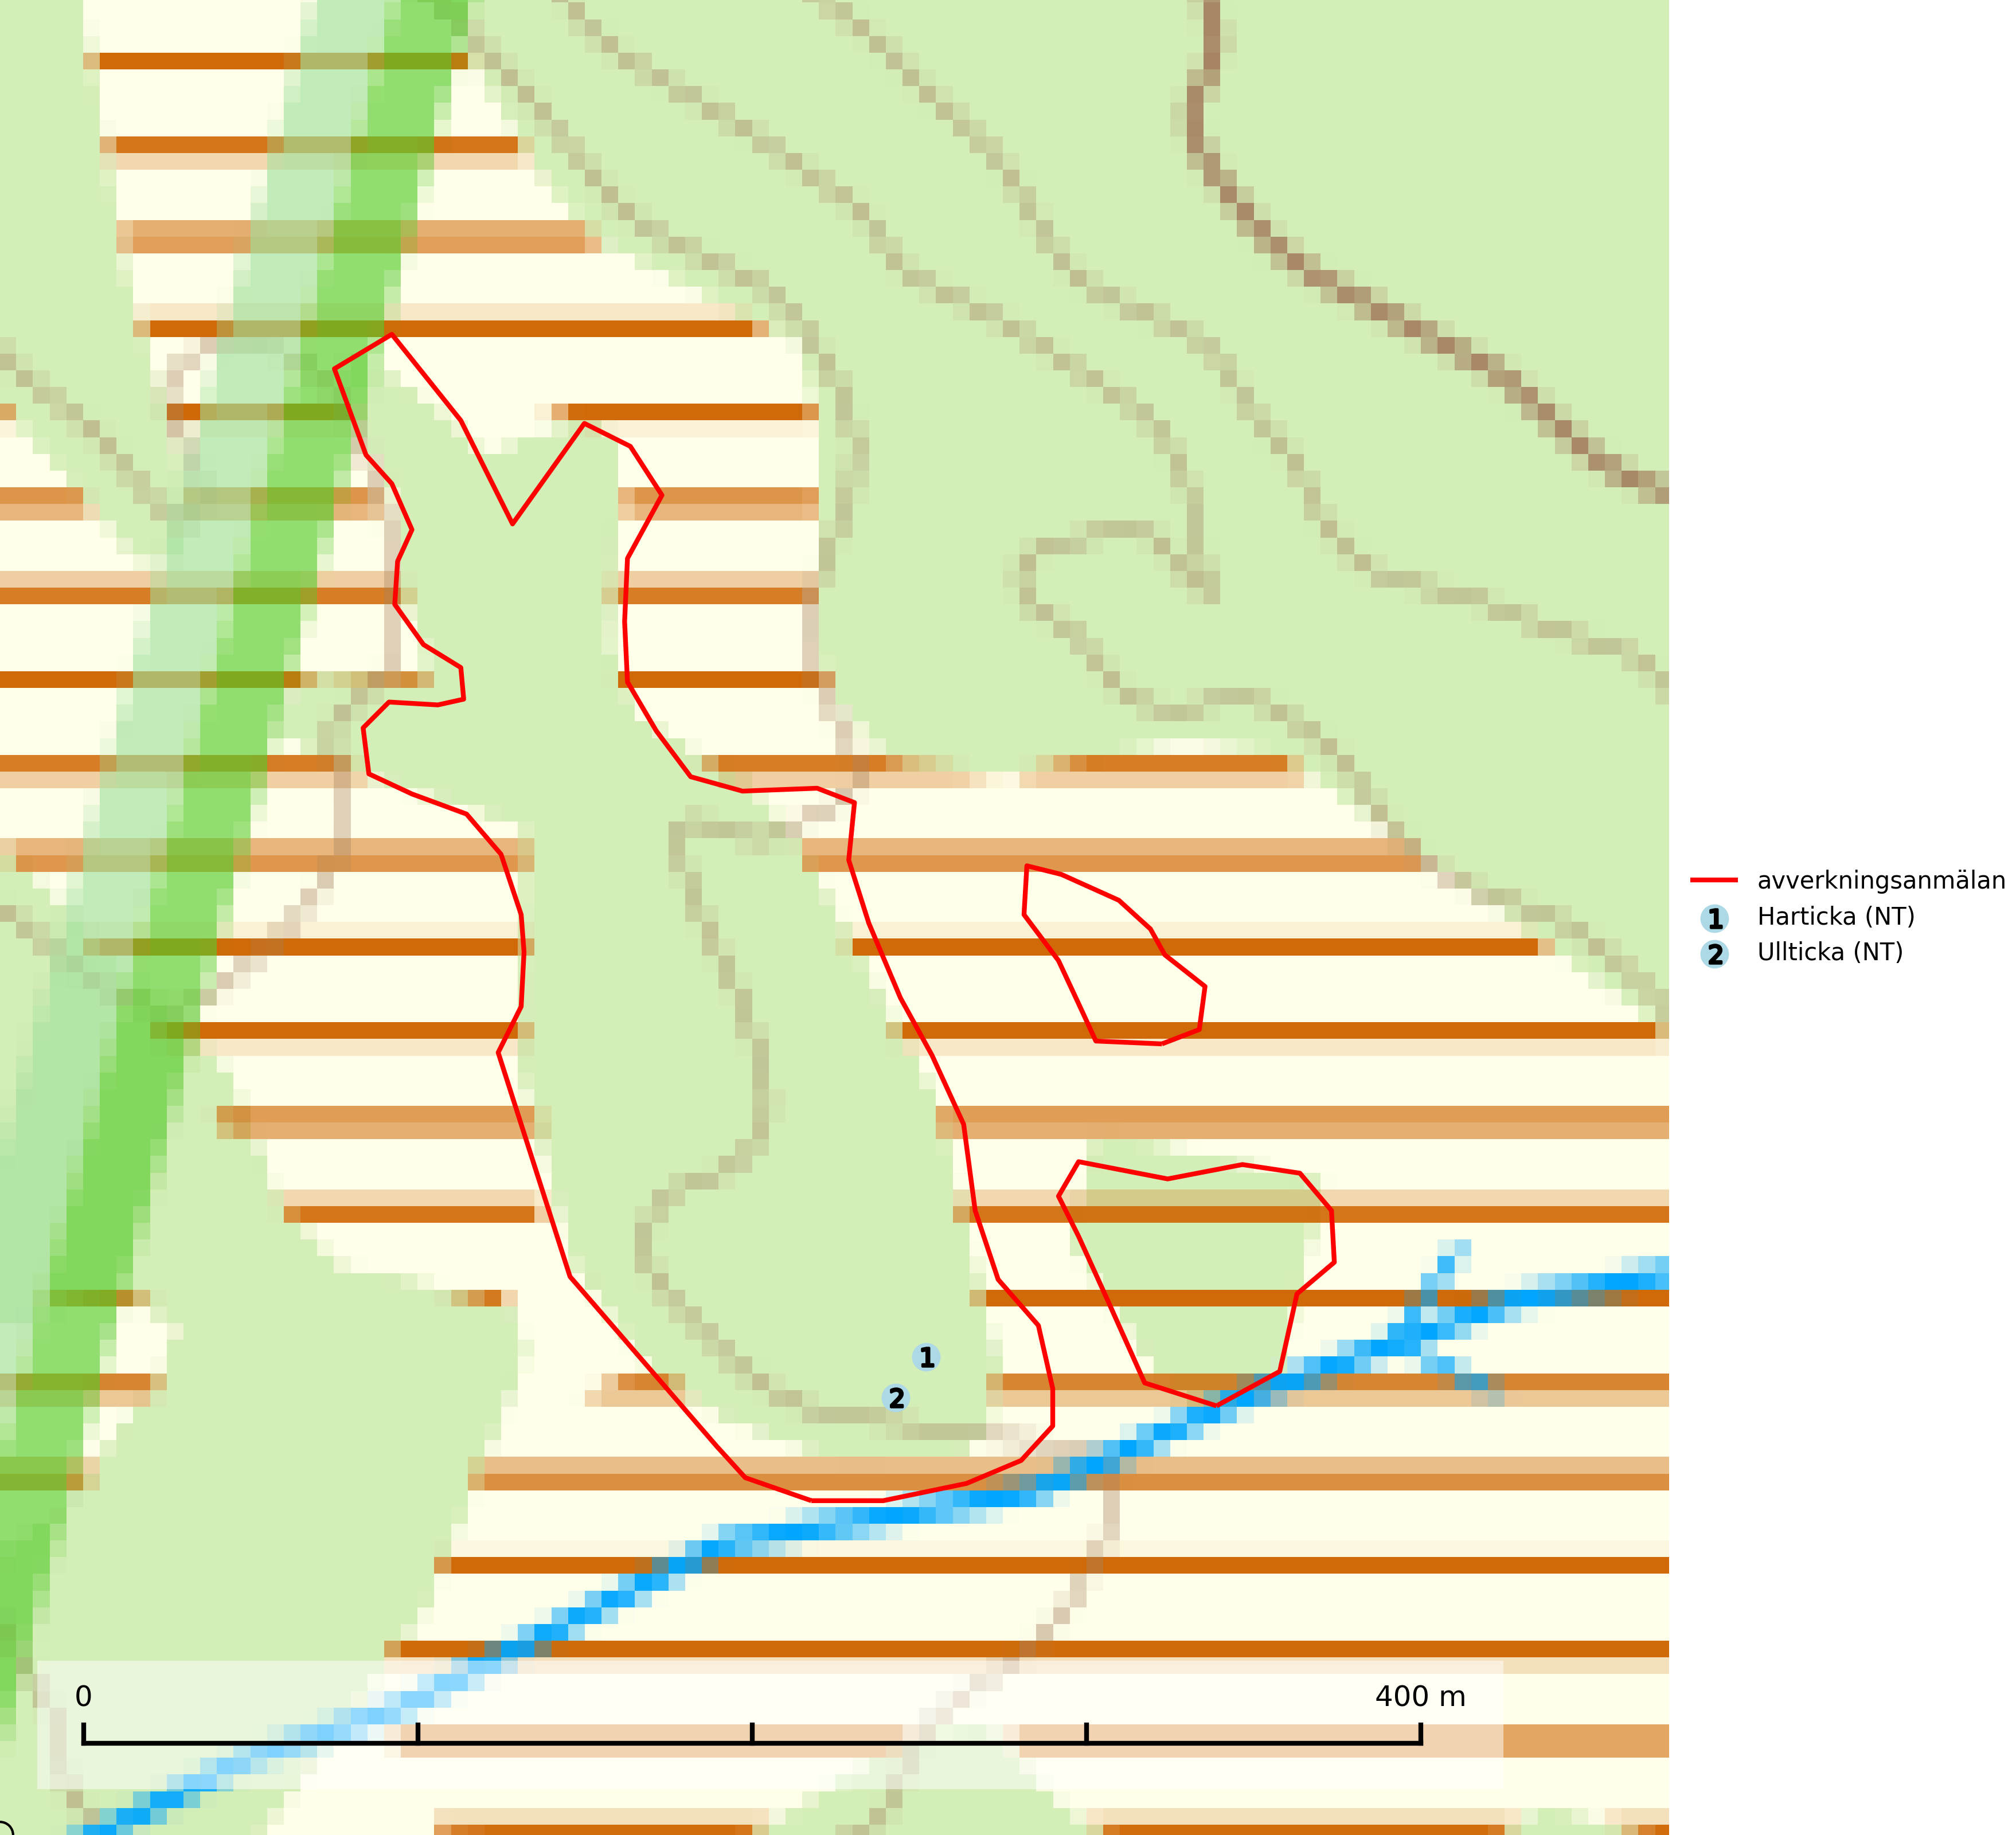 avverkningsanmälan
1 Harticka (NT)
2 Ullticka (NT)
1
2
0 400 m